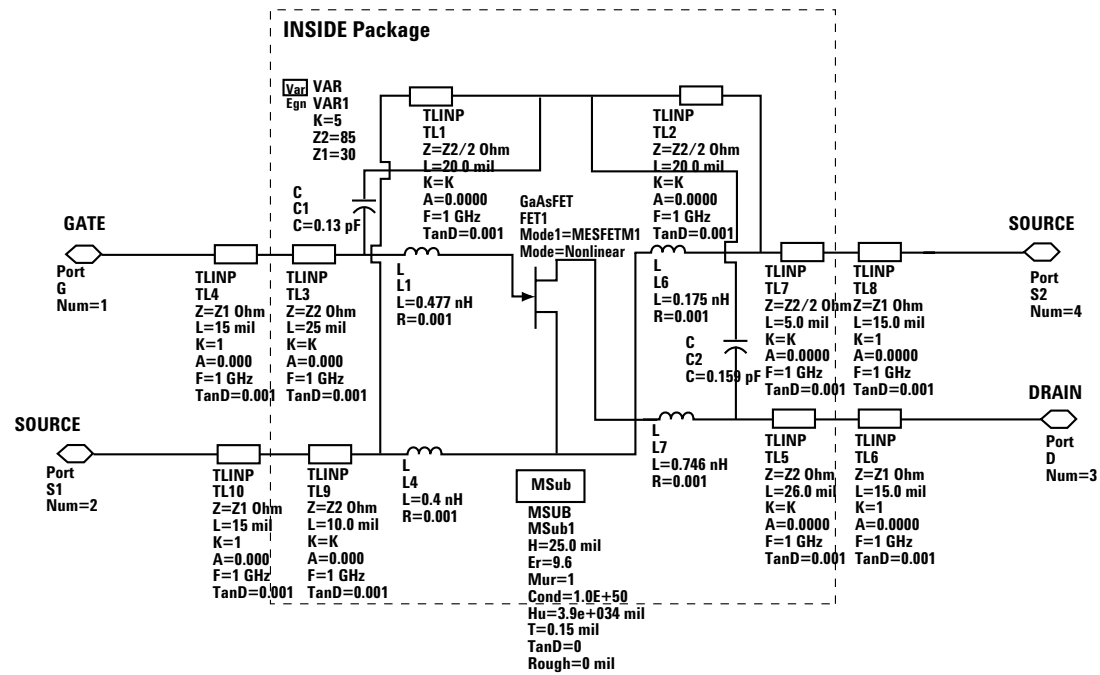 INSIDE Package
Var
Egn
VAR
VAR1
K=5
Z2=85
Z1=30
TLINP
TL1
Z=Z2/2 Ohm
L=20 0 mil
K=K
A=0.0000
F=1 GHz
TanD=0.001
TLINP
TL2
Z=Z2/2 Ohm
L=20 0 mil
K=K
A=0.0000
F=1 GHz
TanD=0.001
C
C1
C=0.13 pF
GaAsFET
FET1
Mode1=MESFETM1
Mode=Nonlinear
GATE
Port
G
Num=1
TLINP
TL4
Z=Z1 Ohm
L=15 mil
K=1
A=0.000
F=1 GHz
TanD=0.001
TLINP
TL3
Z=Z2 Ohm
L=25 mil
K=K
A=0.000
F=1 GHz
TanD=0.001
L
L1
L=0.477 nH
R=0.001
L
L6
L=0.175 nH
R=0.001
TLINP
TL7
Z=Z2/2 Ohm
L=5.0 mil
K=K
A=0.0000
F=1 GHz
TanD=0.001
TLINP
TL8
Z=Z1 Ohm
L=15.0 mil
K=1
A=0.0000
F=1 GHz
TanD=0.001
SOURCE
Port
S2
Num=4
C
C2
C=0.159 pF
SOURCE
Port
S1
Num=2
TLINP
TL10
Z=Z1 Ohm
L=15 mil
K=1
A=0.000
F=1 GHz
TanD=0.001
TLINP
TL9
Z=Z2 Ohm
L=10.0 mil
K=K
A=0.000
F=1 GHz
TanD=0.001
L
L4
L=0.4 nH
R=0.001
L
L7
L=0.746 nH
R=0.001
TLINP
TL5
Z=Z2 Ohm
L=26.0 mil
K=K
A=0.0000
F=1 GHz
TanD=0.001
TLINP
TL6
Z=Z1 Ohm
L=15.0 mil
K=1
A=0.0000
F=1 GHz
TanD=0.001
DRAIN
Port
D
Num=3
MSub
MSUB
MSub1
H=25.0 mil
Er=9.6
Mur=1
Cond=1.0E+50
Hu=3.9e+034 mil
T=0.15 mil
TanD=0
Rough=0 mil